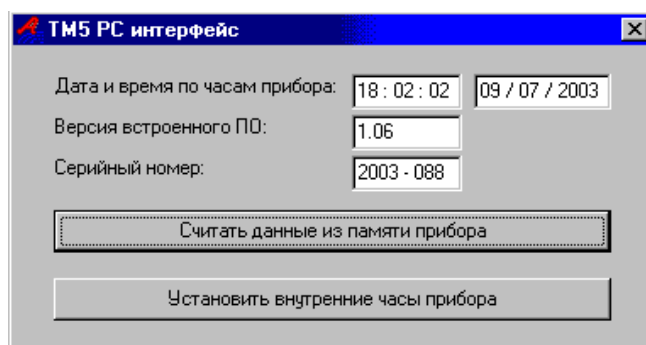 ТМ5 РС интерфейс
Дата и время по часам прибора: 18 : 02 : 02 09 / 07 / 2003
Версия встроенного ПО: 1.06
Серийный номер: 2003 - 088
Считать данные из памяти прибора
Установить внутренние часы прибора